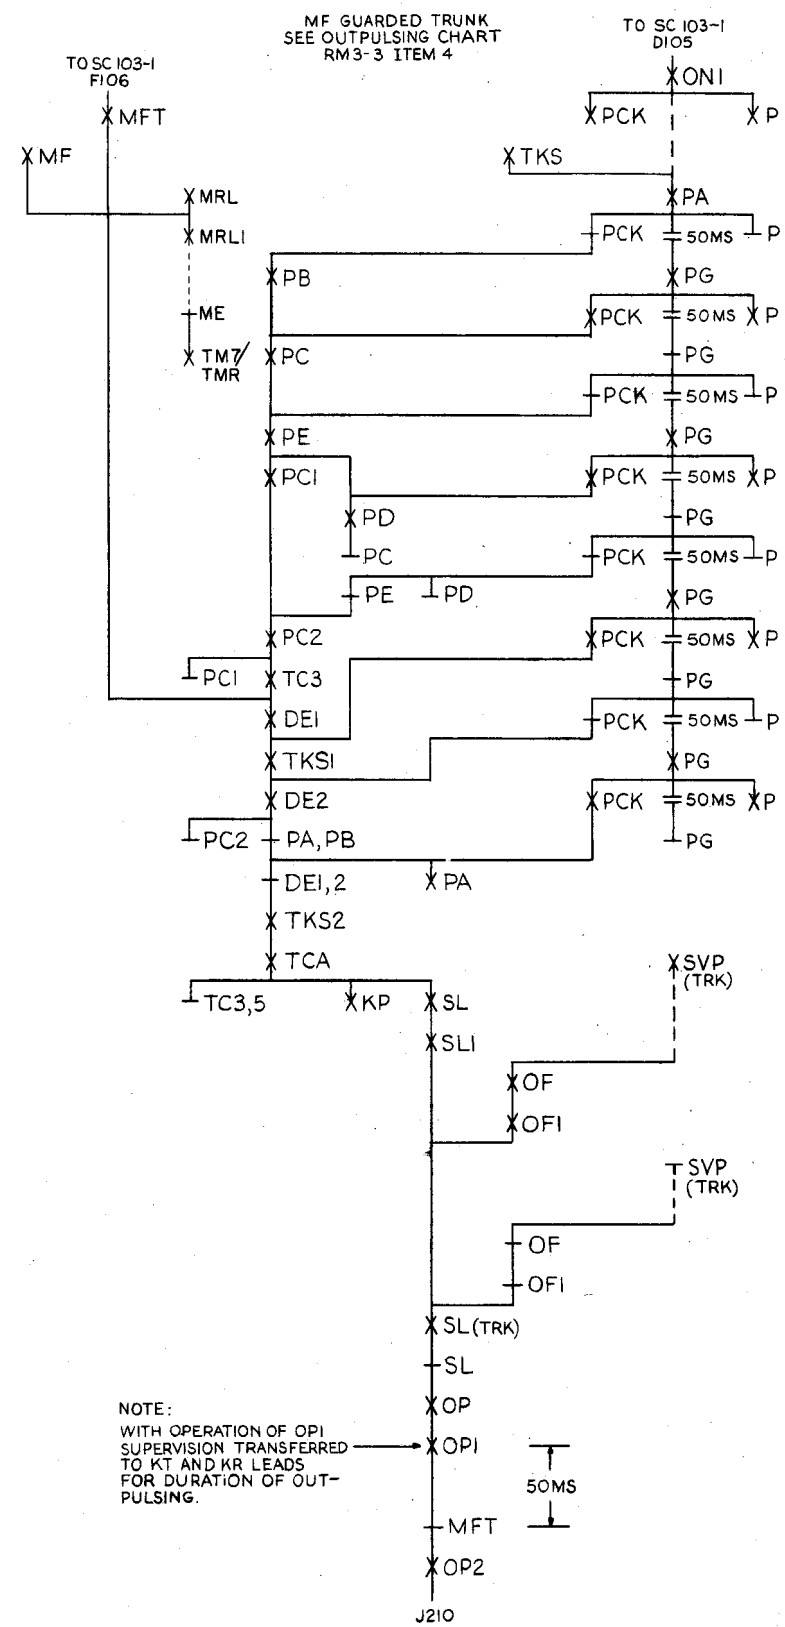 MF GUARDED TRUNK
SEE OUTPULSING CHART
RM3-3 ITEM 4
TO SC 103-1
F106
TO SC 103-1
D105
ON1
MFT
PCK
P
MF
TKS
MRL
PA
MRL1
PCK
50MS
P
PB
PG
ME
PCK
50MS
P
TM7/
TMR
PC
PG
PCK
50MS
P
PE
PG
PC1
PCK
50MS
P
PD
PG
PC
PCK
50MS
P
PE
PD
PG
PC2
PCK
50MS
P
PC1
TC3
PG
DE1
PCK
50MS
P
TKS1
PG
DE2
PCK
50MS
P
PC2
PA, PB
PG
DE1,2
PA
TKS2
TCA
SVP
(TRK)
TC3,5
KP
SL
SL1
OF
OF1
SVP
(TRK)
OF
OF1
SL (TRK)
SL
OP
NOTE:
WITH OPERATION OF OP1
SUPERVISION TRANSFERRED
TO KT AND KR LEADS
FOR DURATION OF OUT-
PULSING.
OP1
50MS
MFT
OP2
J210